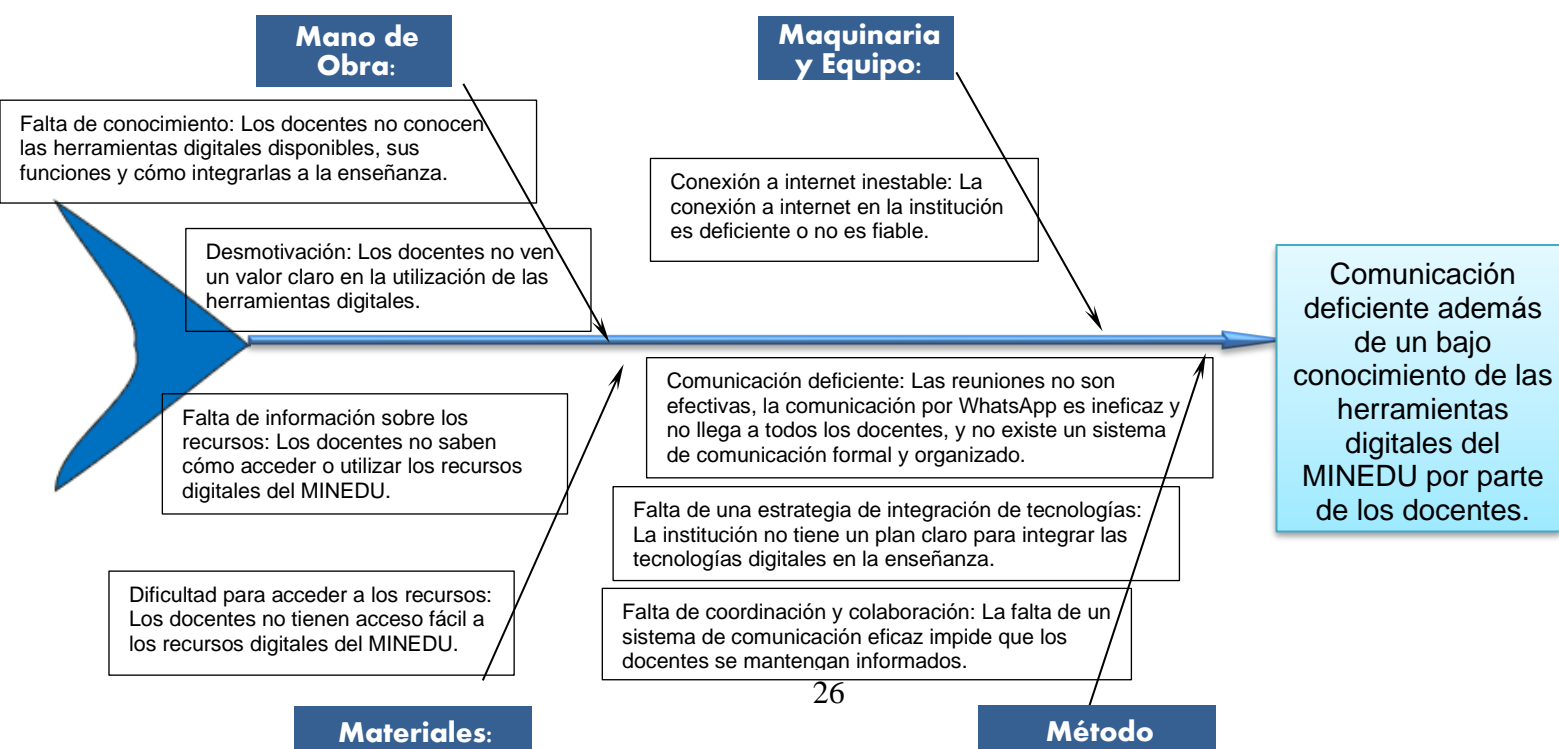 Mano de
Obra:
Maquinaria
y Equipo:
Falta de conocimiento: Los docentes no conocen
las herramientas digitales disponibles, sus
funciones y cómo integrarlas a la enseñanza.
Desmotivación: Los docentes no ven
un valor claro en la utilización de las
herramientas digitales.
Conexión a internet inestable: La
conexión a internet en la institución
es deficiente o no es fiable.
Falta de información sobre los
recursos: Los docentes no saben
cómo acceder o utilizar los recursos
digitales del MINEDU.
Dificultad para acceder a los recursos:
Los docentes no tienen acceso fácil a
los recursos digitales del MINEDU.
Comunicación deficiente: Las reuniones no son
efectivas, la comunicación por WhatsApp es ineficaz y
no llega a todos los docentes, y no existe un sistema
de comunicación formal y organizado.
Falta de una estrategia de integración de tecnologías:
La institución no tiene un plan claro para integrar las
tecnologías digitales en la enseñanza.
Falta de coordinación y colaboración: La falta de un
sistema de comunicación eficaz impide que los
docentes se mantengan informados.
Comunicación
deficiente además
de un bajo
conocimiento de las
herramientas
digitales del
MINEDU por parte
de los docentes.
26
Materiales:
Método